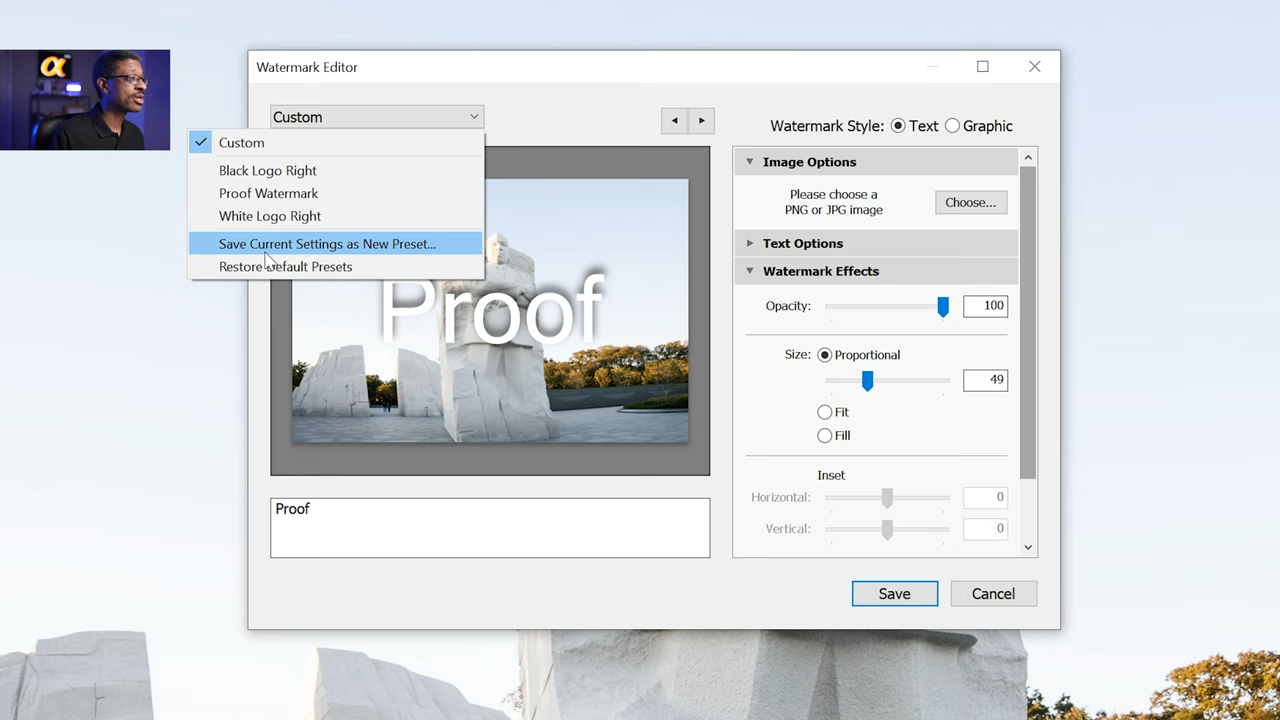 α
Watermark Editor
Custom
Custom
Black Logo Right
Proof Watermark
White Logo Right
Save Current Settings as New Preset...
Restore Default Presets
Proof
Proof
Watermark Style: Text Graphic
Image Options
Please choose a
PNG or JPG image
Choose...
Text Options
Watermark Effects
Opacity: 100
Size: Proportional
49
Fit
Fill
Inset
Horizontal: 0
Vertical: 0
Save Cancel